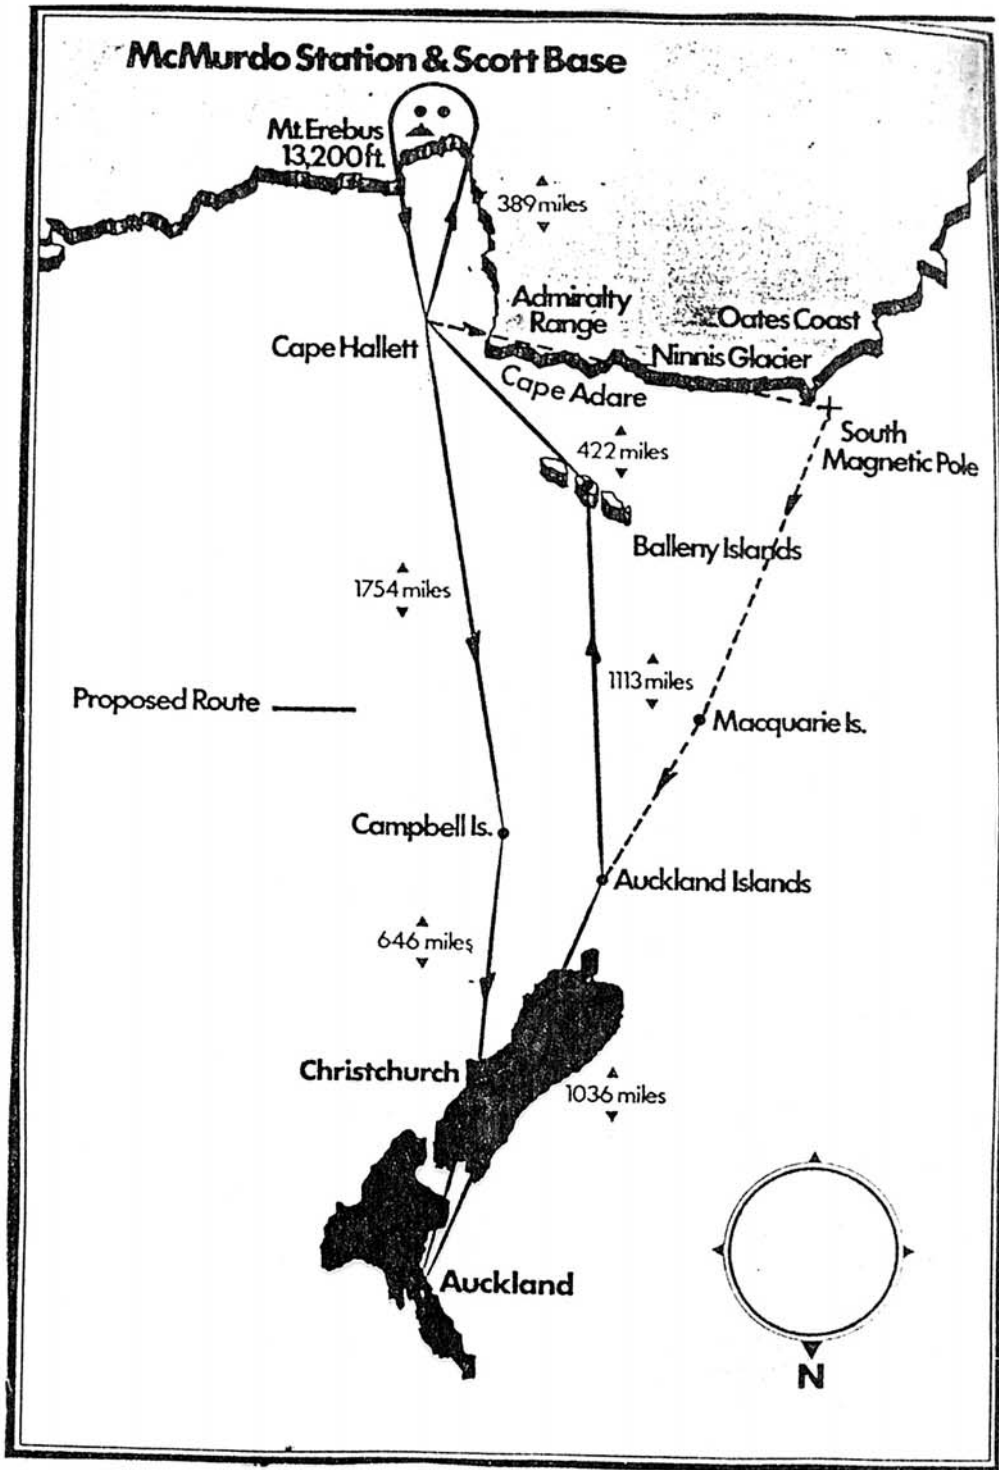 McMurdo Station & Scott Base
Mt. Erebus
13,200 ft.
389 miles
Admiralty
Range
Oates Coast
Cape Hallett
Ninnis Glacier
Cape Adare
South
Magnetic Pole
422 miles
Balleny Islands
1754 miles
1113 miles
Proposed Route
Macquarie Is.
Campbell Is.
Auckland Islands
646 miles
Christchurch
1036 miles
Auckland
N